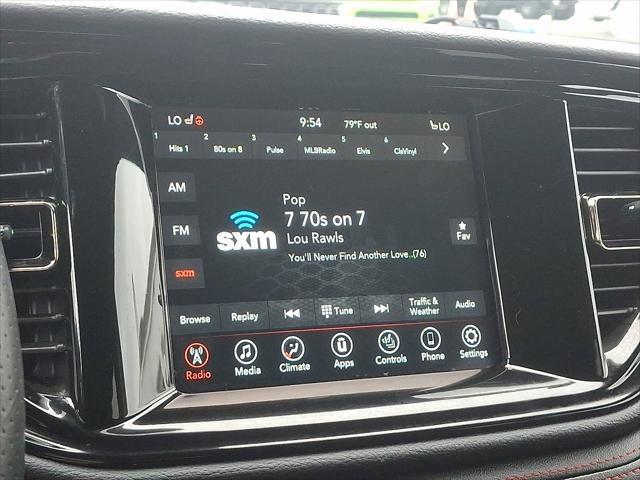 LO 9:54 79°F out LO
1 Hits 1 2 80s on 8 3 Pulse 4 MLBRadio 5 Elvis 6 ClsVinyl
AM
FM
sxm
Pop
7 70s on 7
Lou Rawls
You'll Never Find Another Love..(76)
sxm
Fav
Browse Replay Tune Traffic & Weather Audio
Radio Media Climate Apps Controls Phone Settings